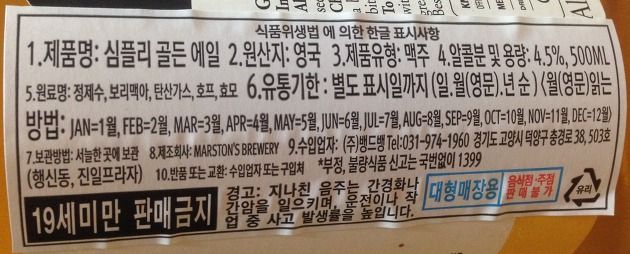 식품위생법 에 의한 한글 표시사항
1.제품명: 심플리 골든 에일 2.원산지: 영국 3.제품유형: 맥주 4.알콜분 및 용량: 4.5%, 500ML
5.원료명: 정제수, 보리맥아, 탄산가스, 호프, 효모 6.유통기한 : 별도 표시일까지 (일.월(영문).년 순) <월(영문)읽는
방법: JAN=1월, FEB=2월, MAR=3월, APR=4월, MAY=5월, JUN=6월, JUL=7월, AUG=8월, SEP=9월, OCT=10월, NOV=11월, DEC=12월)
7.보관방법: 서늘한 곳에 보관 8.제조회사: MARSTON'S BREWERY 9.수입업자: (주)뱅드뱅 Tel:031-974-1960 경기도 고양시 덕양구 충경로 38, 503호
(행신동, 진일프라자) 10.반품 또는 교환: 수입업자 또는 구입처 *부정, 불량식품 신고는 국번없이 1399
19세미만 판매금지
경고: 지나친 음주는 간경화나
간암을 일으키며, 운전이나 작
업 중 사고 발생률을 높입니다.
대형매장용
음식점·주점
판매불가
유리